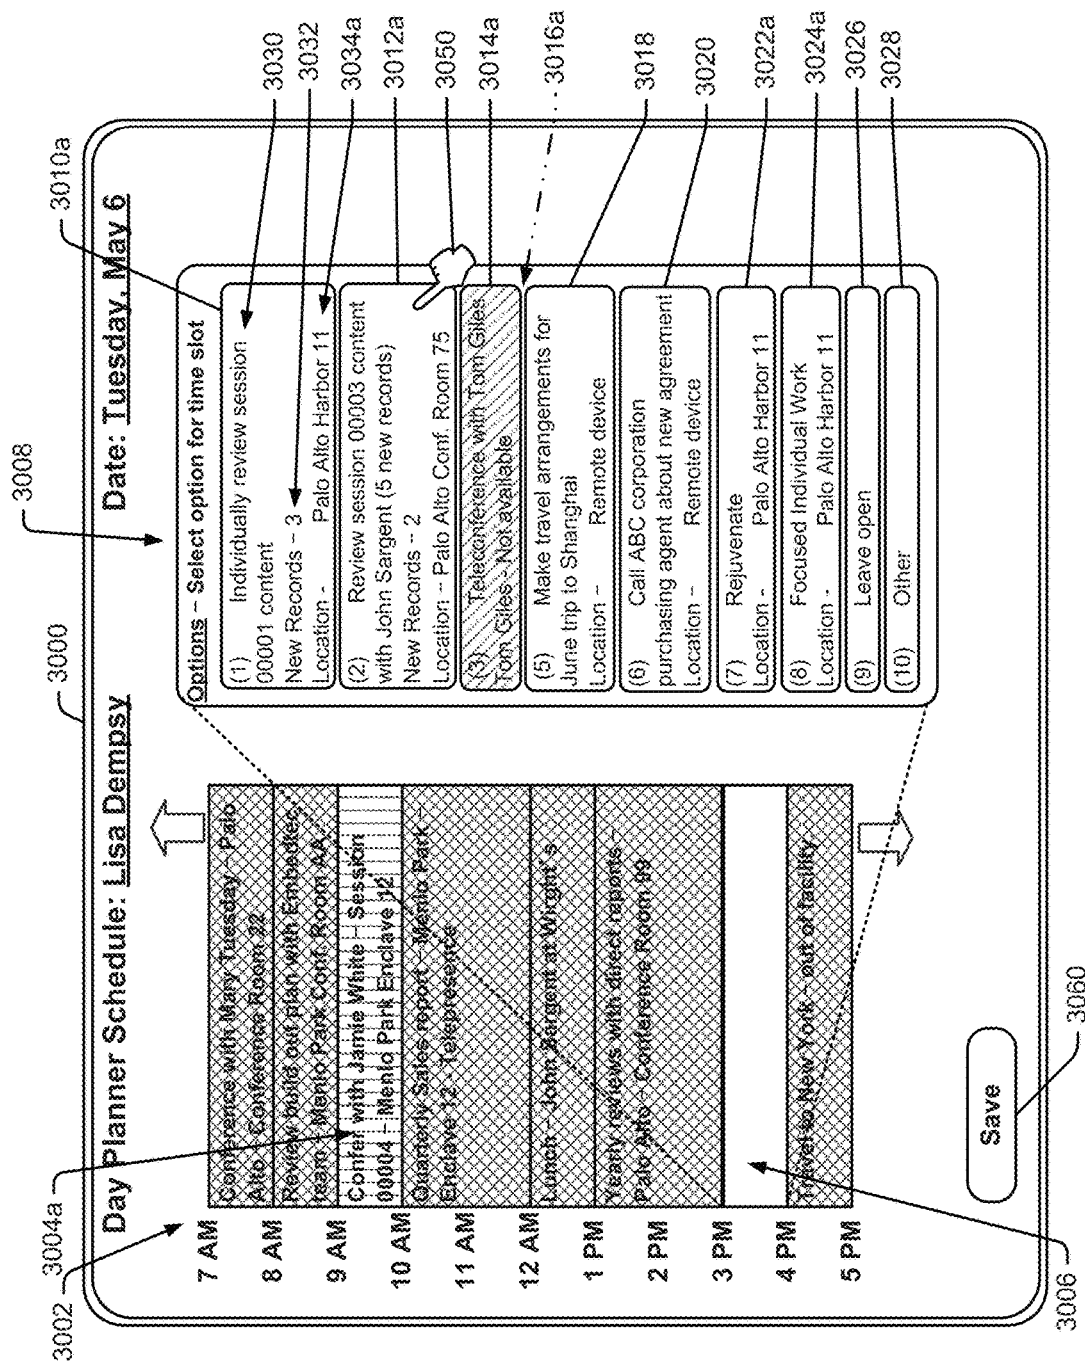 3000
3008
3010a
Day Planner Schedule: Lisa Dempsy
Date: Tuesday, May 6
3002
3004a
7 AM
8 AM
9 AM
10 AM
11 AM
12 AM
1 PM
2 PM
3 PM
4 PM
5 PM
Conference with Mary Tuesday – Palo
Alto – Conference Room 22
Review build out plan with Embedtec
team – Menlo Park Conf. Room AA
Confer with Jamie White – Session
00004 – Menlo Park Enclave 12
Quarterly Sales report – Menlo Park –
Enclave 12 - Telepresence
Lunch – John Sargent at Wirght's
Yearly reviews with direct reports –
Palo Alto – Conference Room 99
Travel to New York – out of facility
Options – Select option for time slot
(1) Individually review session
00001 content
New Records – 3
Location - Palo Alto Harbor 11
(2) Review session 00003 content
with John Sargent (5 new records)
New Records – 2
Location – Palo Alto Conf. Room 75
(3) Teleconference with Tom Giles
Tom Giles - Not available
(5) Make travel arrangements for
June trip to Shanghai
Location – Remote device
(6) Call ABC corporation
purchasing agent about new agreement
Location – Remote device
(7) Rejuvenate
Location - Palo Alto Harbor 11
(8) Focused Individual Work
Location - Palo Alto Harbor 11
(9) Leave open
(10) Other
3030
3032
3034a
3012a
3050
3014a
3016a
3018
3020
3022a
3024a
3026
3028
Save
3060
3006